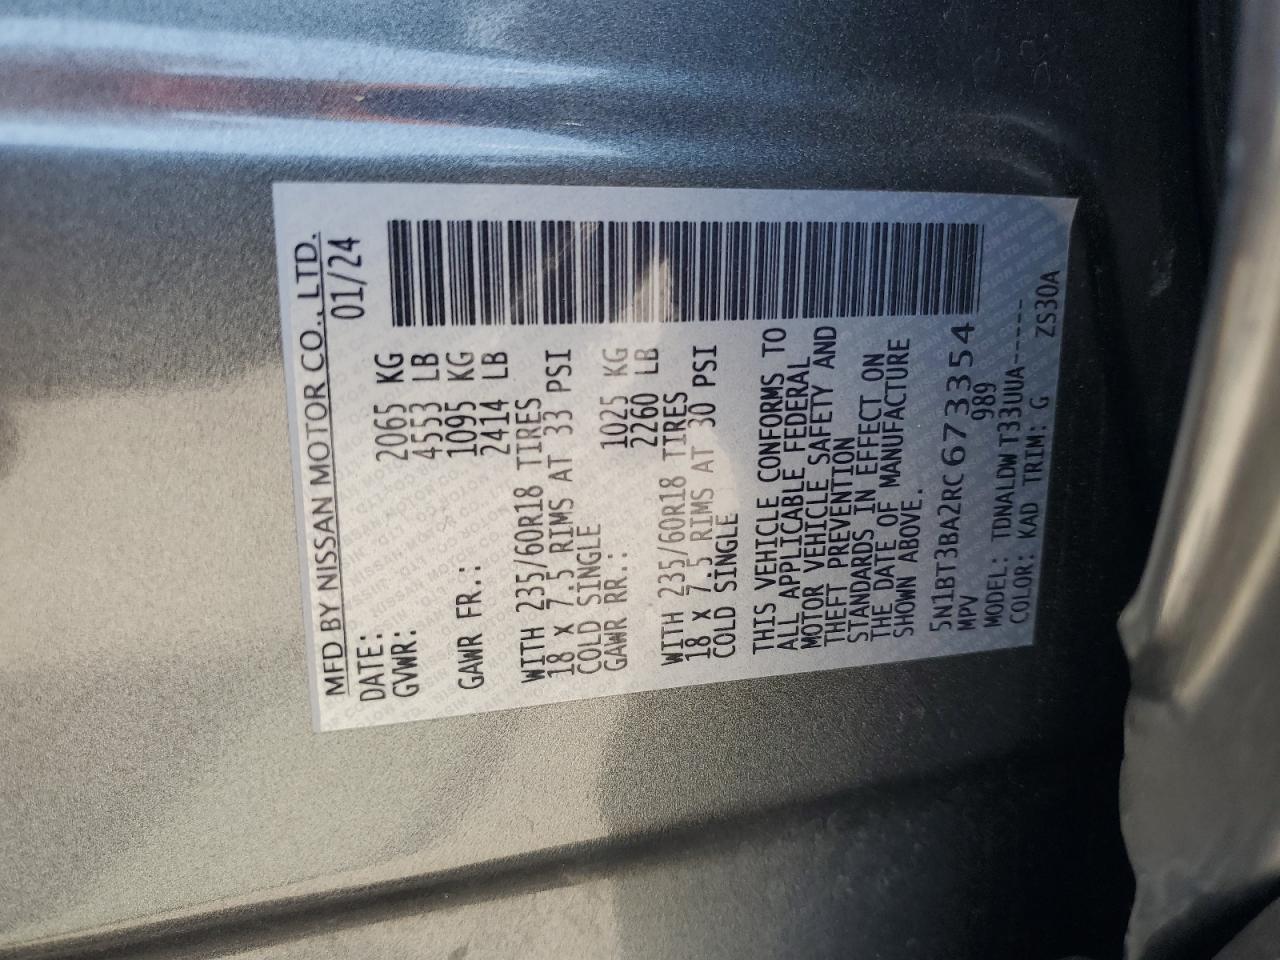 MFD BY NISSAN MOTOR CO., LTD.
DATE: 01/24
GVWR: 2065 KG
4553 LB
GAWR FR.: 1095 KG
2414 LB
WITH 235/60R18 TIRES
18 x 7.5 RIMS AT 33 PSI
COLD SINGLE
GAWR RR.: 1025 KG
2260 LB
WITH 235/60R18 TIRES
18 x 7.5 RIMS AT 30 PSI
COLD SINGLE
THIS VEHICLE CONFORMS TO
ALL APPLICABLE FEDERAL
MOTOR VEHICLE SAFETY AND
THEFT PREVENTION
STANDARDS IN EFFECT ON
THE DATE OF MANUFACTURE
SHOWN ABOVE.
5N1BT3BA2RC673354
MPV 989
MODEL: TDNALDW T33UUA-----
COLOR: KAD TRIM: G ZS30A